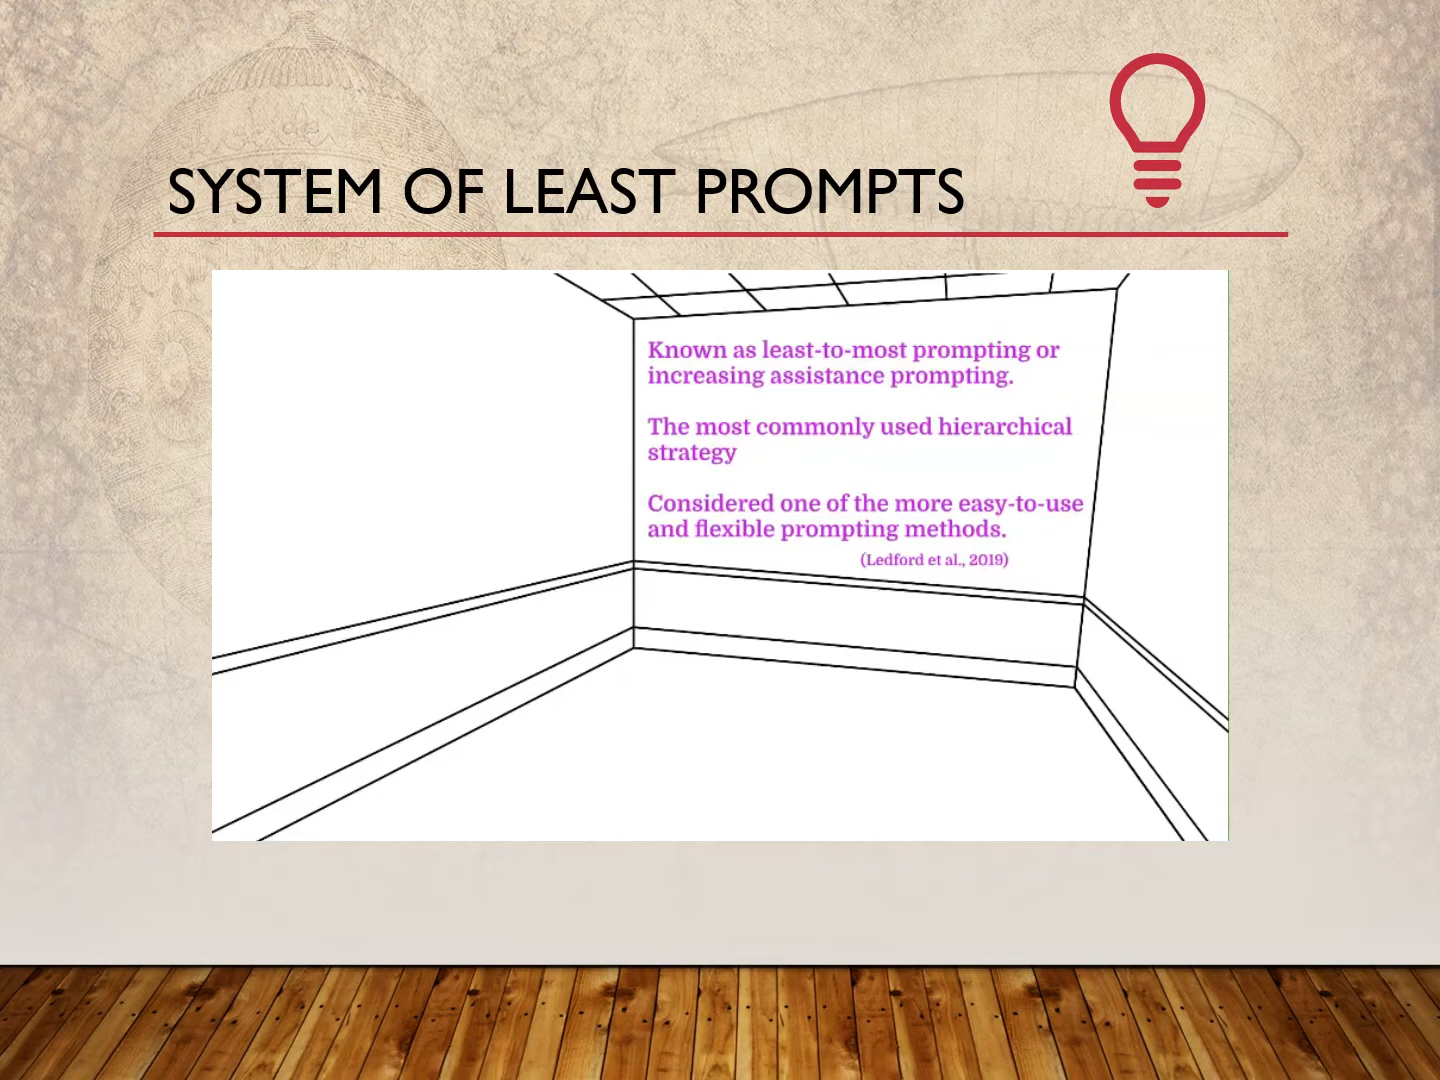 SYSTEM OF LEAST PROMPTS
Known as least-to-most prompting or
increasing assistance prompting.
The most commonly used hierarchical
strategy
Considered one of the more easy-to-use
and flexible prompting methods.
(Ledford et al., 2019)